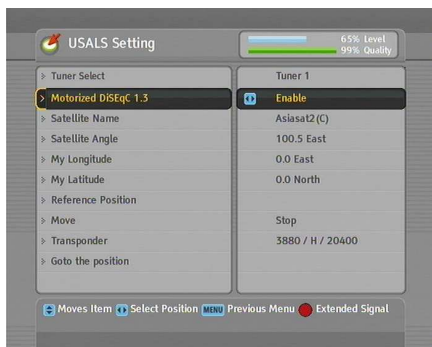 USALS Setting
65% Level
99% Quality
Tuner Select Tuner 1
Motorized DiSEqC 1.3 Enable
Satellite Name Asiasat2(C)
Satellite Angle 100.5 East
My Longitude 0.0 East
My Latitude 0.0 North
Reference Position
Move Stop
Transponder 3880 / H / 20400
Goto the position
Moves Item Select Position MENU Previous Menu Extended Signal